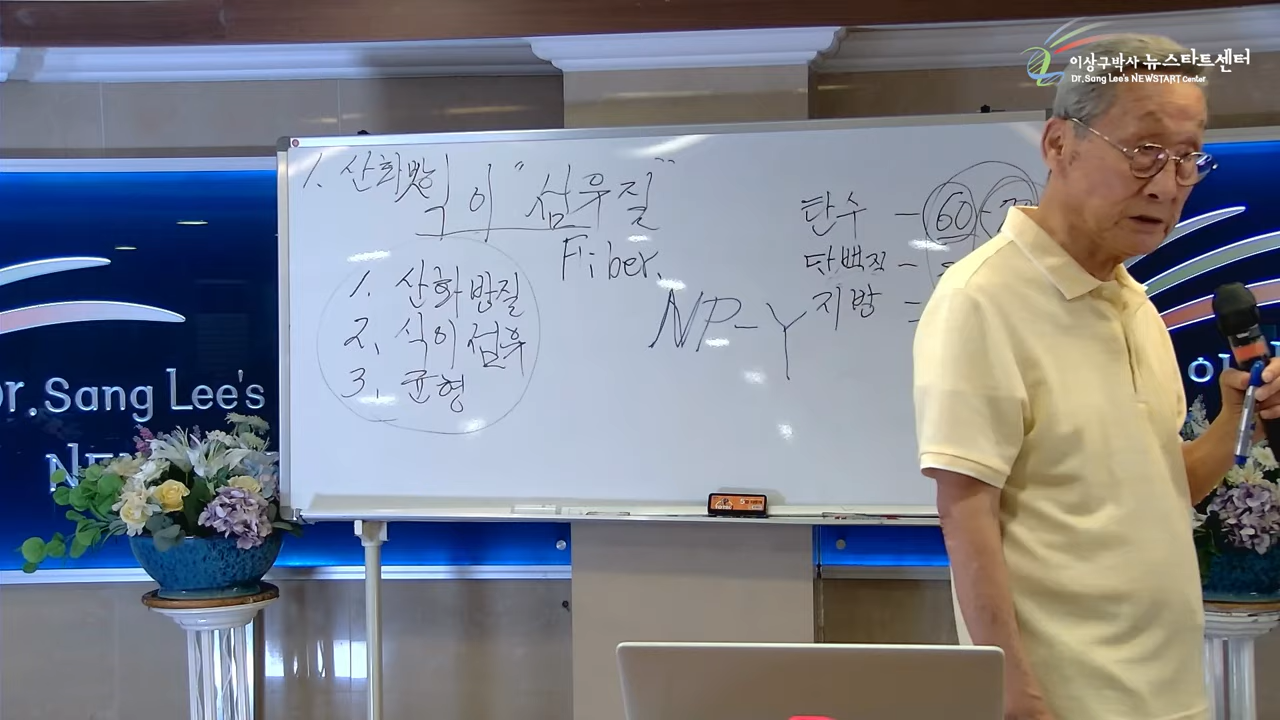 이상구박사 뉴스타트센터
Dr. Sang Lee's NEWSTART Center
1. 산화방
식이 "섬유질"
Fiber.
1. 산화방질
2. 식이섬유
3. 균형
NP-Y
탄수 - 60 -
단백질 -
지방 =
Dr. Sang Lee's